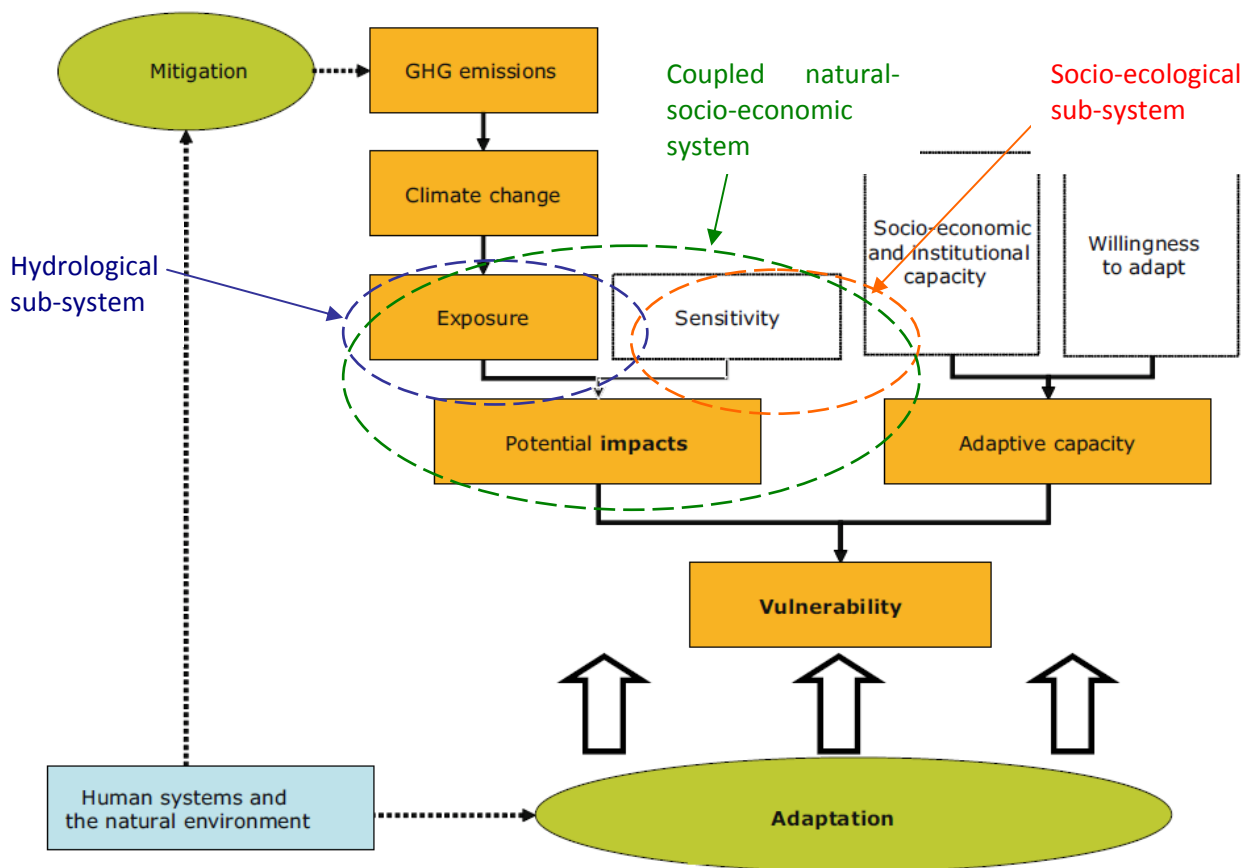 Mitigation
GHG emissions
Coupled natural-
socio-economic
system
Socio-ecological
sub-system
Climate change
Hydrological
sub-system
Exposure
Sensitivity
Socio-economic
and institutional
capacity
Willingness
to adapt
Potential impacts
Adaptive capacity
Vulnerability
Human systems and
the natural environment
Adaptation